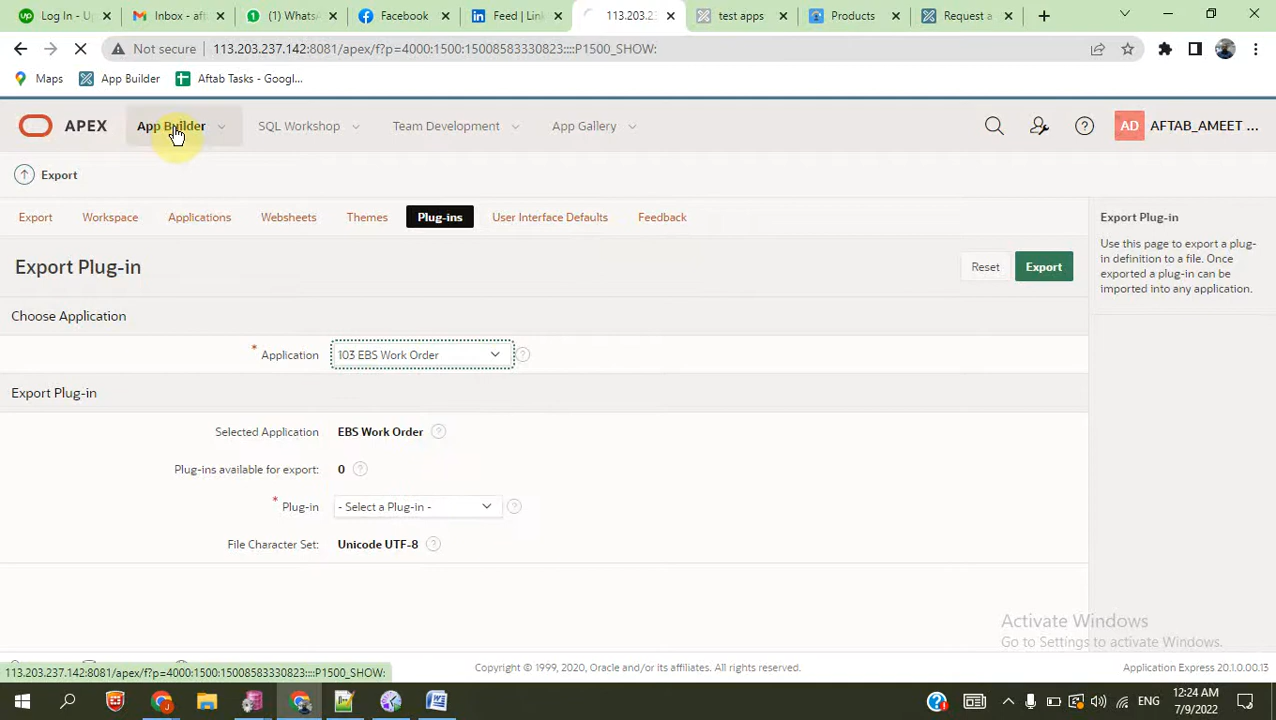 Log In - Up
Inbox - aft
(1) Whats
Facebook
Feed | Lin
113.203.23
test apps
Products
Request a
Not secure 113.203.237.142:8081/apex/f?p=4000:1500:15008583330823::::P1500_SHOW:
Maps App Builder Aftab Tasks - Googl...
APEX App Builder SQL Workshop Team Development App Gallery AD AFTAB_AMEET ...
Export
Export Workspace Applications Websheets Themes Plug-ins User Interface Defaults Feedback
Export Plug-in
Reset Export
Choose Application
* Application 103 EBS Work Order
Export Plug-in
Selected Application EBS Work Order
Plug-ins available for export: 0
* Plug-in - Select a Plug-in -
File Character Set: Unicode UTF-8
Export Plug-in
Use this page to export a plug-
in definition to a file. Once
exported a plug-in can be
imported into any application.
Activate Windows
Go to Settings to activate Windows.
113.203.237.142:8081/apex/f?p=4000:1500:15008583330823::::P1500_SHOW:
Copyright © 1999, 2020, Oracle and/or its affiliates. All rights reserved.
Application Express 20.1.0.00.13
ENG
12:24 AM
7/9/2022